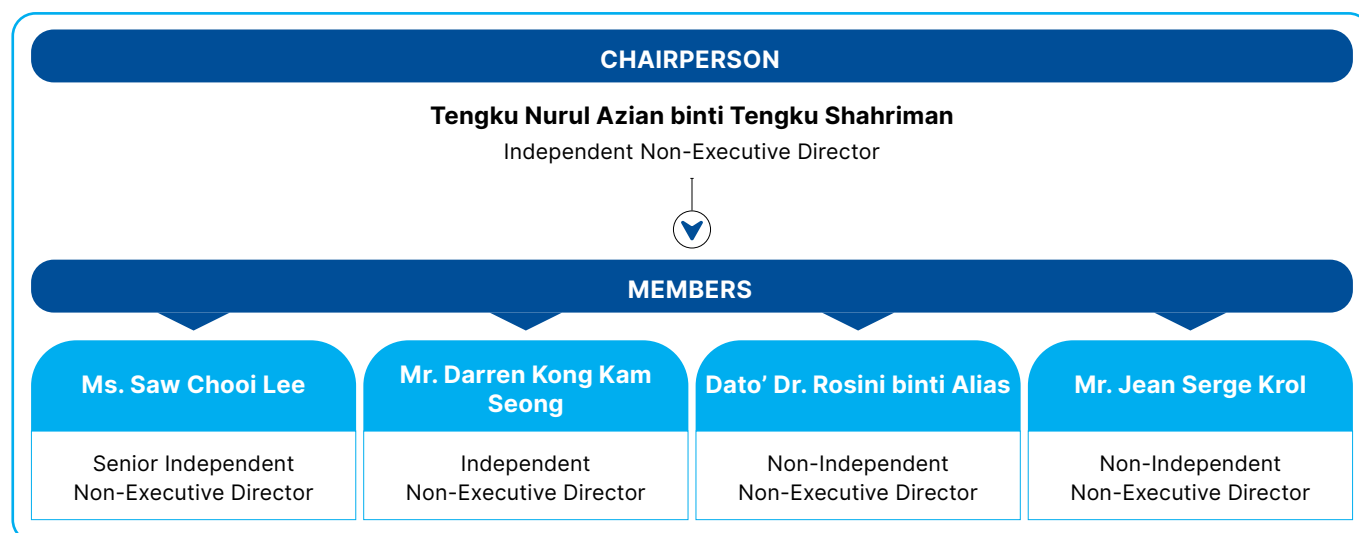 CHAIRPERSON
Tengku Nurul Azian binti Tengku Shahriman
Independent Non-Executive Director
MEMBERS
Ms. Saw Chooi Lee
Senior Independent
Non-Executive Director
Mr. Darren Kong Kam
Seong
Independent
Non-Executive Director
Dato’ Dr. Rosini binti Alias
Non-Independent
Non-Executive Director
Mr. Jean Serge Krol
Non-Independent
Non-Executive Director